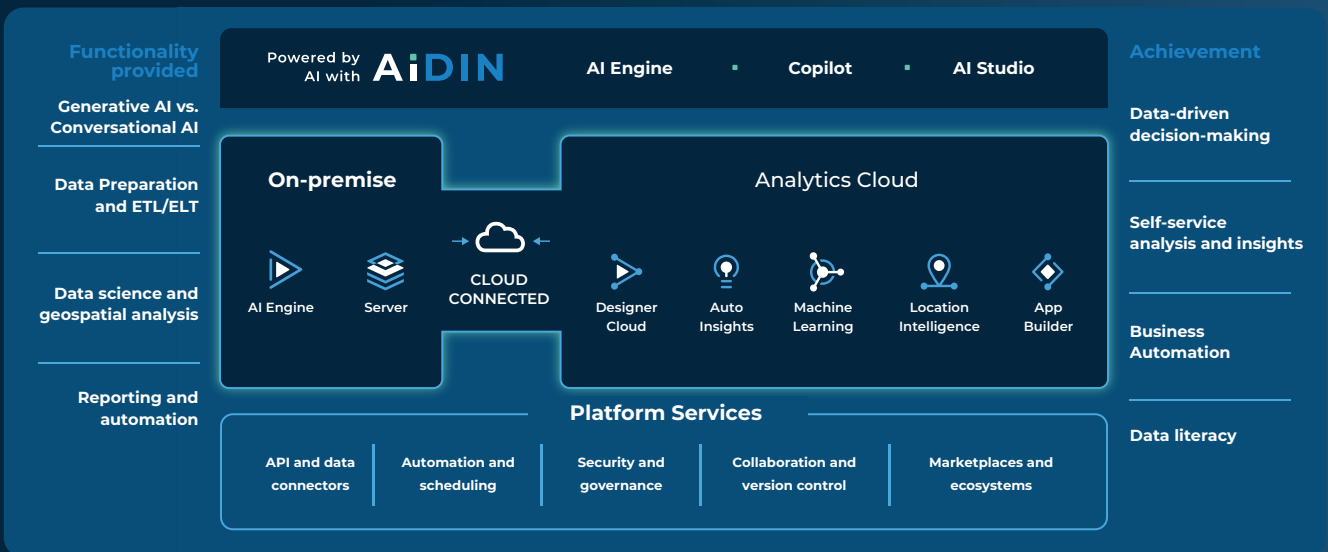 Functionality
provided
Generative AI vs.
Conversational AI
Data Preparation
and ETL/ELT
Data science and
geospatial analysis
Reporting and
automation
Powered by
AI with
AiDIN
AI Engine
Copilot
AI Studio
On-premise
AI Engine
Server
CLOUD
CONNECTED
Analytics Cloud
Designer
Cloud
Auto
Insights
Machine
Learning
Location
Intelligence
App
Builder
Platform Services
API and data
connectors
Automation and
scheduling
Security and
governance
Collaboration and
version control
Marketplaces and
ecosystems
Achievement
Data-driven
decision-making
Self-service
analysis and insights
Business
Automation
Data literacy